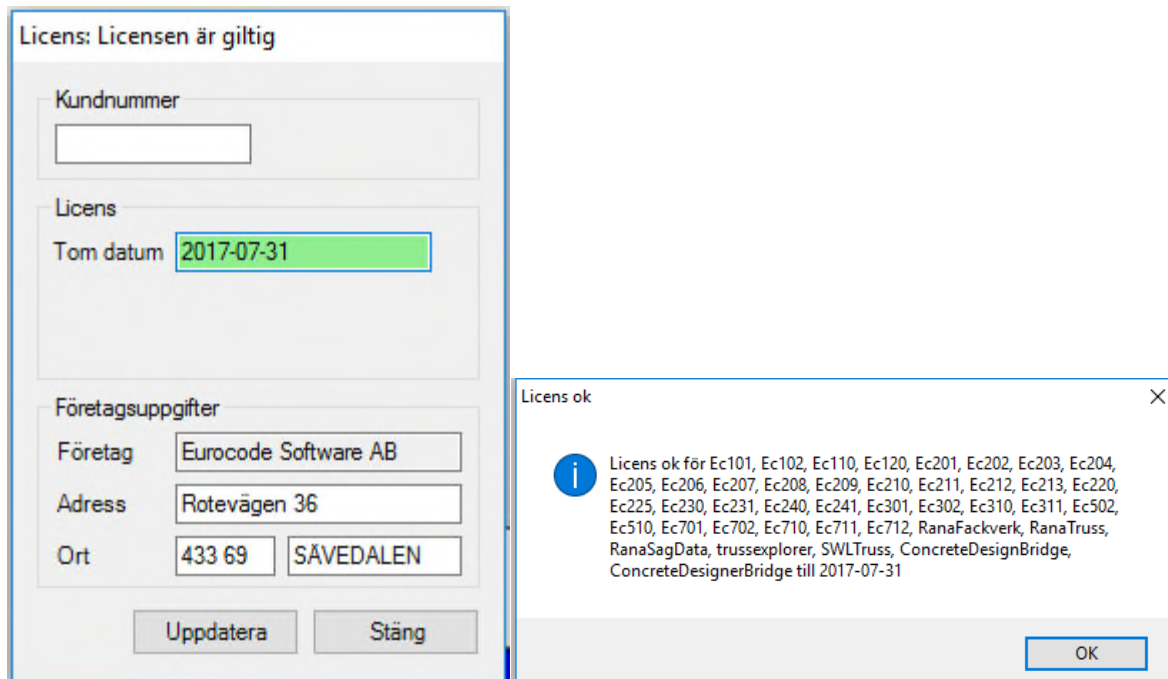 Licens: Licensen är giltig
Kundnummer
Licens
Tom datum 2017-07-31
Företagsuppgifter
Företag Eurocode Software AB
Adress Rotevägen 36
Ort 433 69 SÄVEDALEN
Uppdatera Stäng
Licens ok
Licens ok för Ec101, Ec102, Ec110, Ec120, Ec201, Ec202, Ec203, Ec204,
Ec205, Ec206, Ec207, Ec208, Ec209, Ec210, Ec211, Ec212, Ec213, Ec220,
Ec225, Ec230, Ec231, Ec240, Ec241, Ec301, Ec302, Ec310, Ec311, Ec502,
Ec510, Ec701, Ec702, Ec710, Ec711, Ec712, RanaFackverk, RanaTruss,
RanaSagData, trussexplorer, SWLTruss, ConcreteDesignBridge,
ConcreteDesignerBridge till 2017-07-31
OK